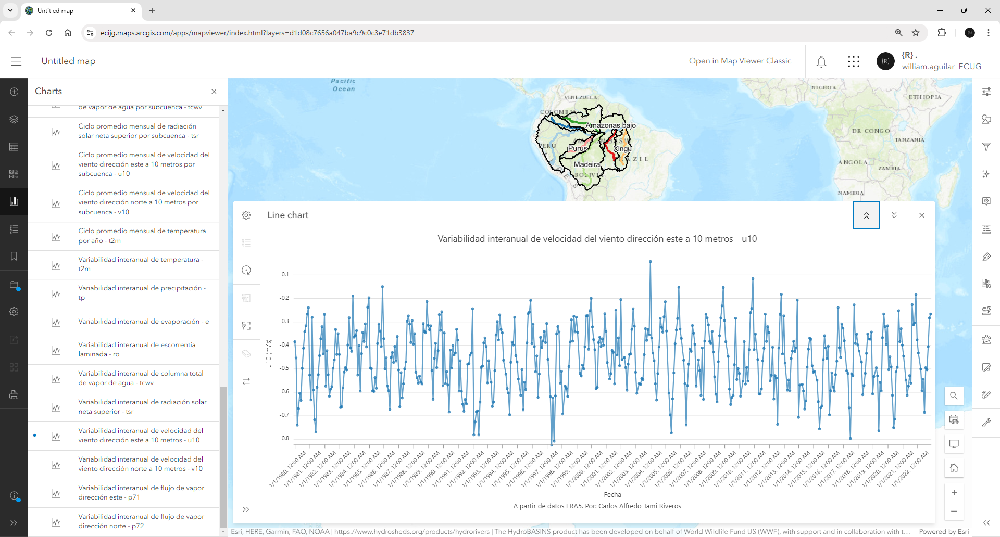 Untitled map
ecijg.maps.arcgis.com/apps/mapviewer/index.html?layers=d1d08c7656a047ba9c9c0c3e71db3837
Untitled map
Open in Map Viewer Classic
{R} .
william.aguilar_ECIJG
{R}
Charts
de vapor de agua por subcuenca - tcwv
Ciclo promedio mensual de radiación
solar neta superior por subcuenca - tsr
Ciclo promedio mensual de velocidad del
viento dirección este a 10 metros por
subcuenca - u10
Ciclo promedio mensual de velocidad del
viento dirección norte a 10 metros por
subcuenca - v10
Ciclo promedio mensual de temperatura
por año - t2m
Variabilidad interanual de temperatura -
t2m
Variabilidad interanual de precipitación -
tp
Variabilidad interanual de evaporación - e
Variabilidad interanual de escorrentía
laminada - ro
Variabilidad interanual de columna total
de vapor de agua - tcwv
Variabilidad interanual de radiación solar
neta superior - tsr
Variabilidad interanual de velocidad del
viento dirección este a 10 metros - u10
Variabilidad interanual de velocidad del
viento dirección norte a 10 metros - v10
Variabilidad interanual de flujo de vapor
dirección este - p71
Variabilidad interanual de flujo de vapor
dirección norte - p72
Pacific
Ocean
VENEZUELA
COLOMBIA
Amazonas bajo
PERU
Purus
Xingu
Madeira
BRAZIL
BOLIVIA
NIGERIA
ETHIOPIA
DR CONGO
TANZANIA
ANGOLA
ZAMBIA
NAMIBIA
Line chart
Variabilidad interanual de velocidad del viento dirección este a 10 metros - u10
u10 (m/s)
-0.1
-0.2
-0.3
-0.4
-0.5
-0.6
-0.7
-0.8
1/1/1980, 12:00 AM
1/1/1981, 12:00 AM
1/1/1982, 12:00 AM
1/1/1983, 12:00 AM
1/1/1984, 12:00 AM
1/1/1985, 12:00 AM
1/1/1986, 12:00 AM
1/1/1987, 12:00 AM
1/1/1988, 12:00 AM
1/1/1989, 12:00 AM
1/1/1990, 12:00 AM
1/1/1991, 12:00 AM
1/1/1992, 12:00 AM
1/1/1993, 12:00 AM
1/1/1994, 12:00 AM
1/1/1995, 12:00 AM
1/1/1996, 12:00 AM
1/1/1997, 12:00 AM
1/1/1998, 12:00 AM
1/1/1999, 12:00 AM
1/1/2000, 12:00 AM
1/1/2001, 12:00 AM
1/1/2002, 12:00 AM
1/1/2003, 12:00 AM
1/1/2004, 12:00 AM
1/1/2005, 12:00 AM
1/1/2006, 12:00 AM
1/1/2007, 12:00 AM
1/1/2008, 12:00 AM
1/1/2009, 12:00 AM
1/1/2010, 12:00 AM
1/1/2011, 12:00 AM
1/1/2012, 12:00 AM
1/1/2013, 12:00 AM
1/1/2014, 12:00 AM
1/1/2015, 12:00 AM
1/1/2016, 12:00 AM
1/1/2017, 12:00 AM
1/1/2018, 12:00 AM
1/1/2019, 12:00 AM
1/1/2020, 12:00 AM
1/1/2021, 12:00 AM
1/1/2022, 12:00 AM
Fecha
A partir de datos ERA5. Por: Carlos Alfredo Tami Riveros
Esri, HERE, Garmin, FAO, NOAA | https://www.hydrosheds.org/products/hydrorivers | The HydroBASINS product has been developed on behalf of World Wildlife Fund US (WWF), with support and in collaboration with t...
Powered by Esri